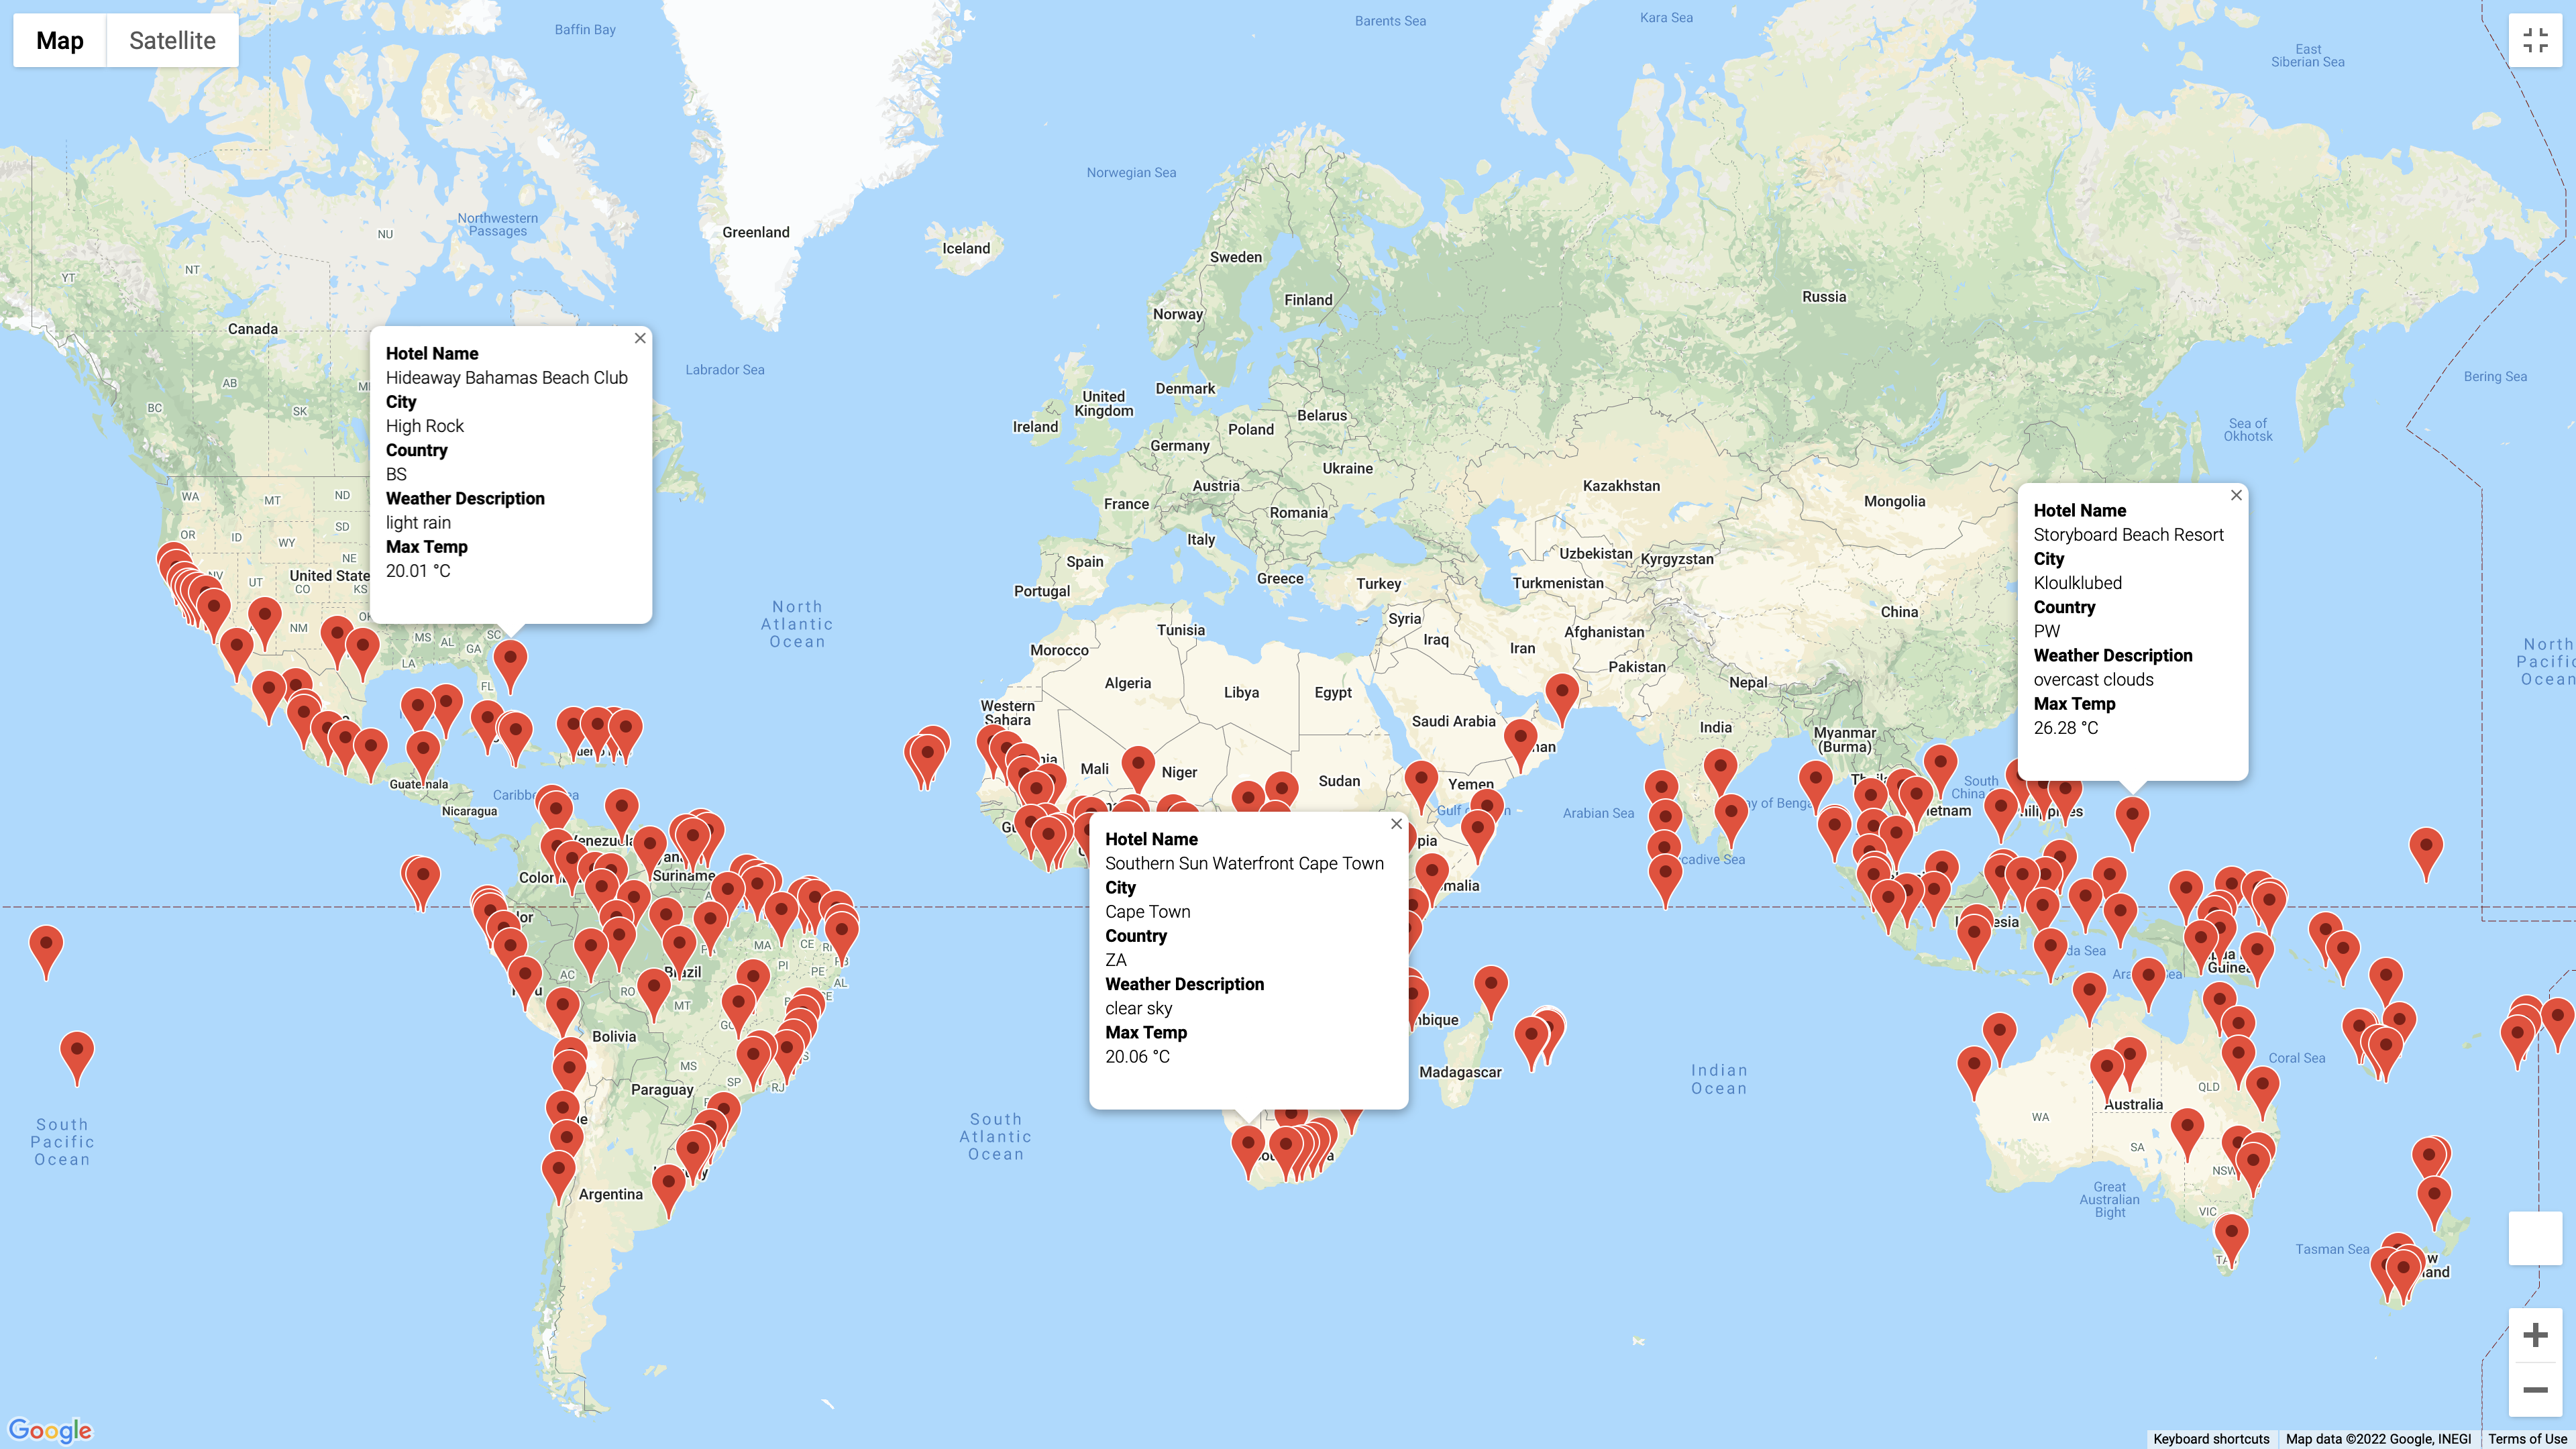 Map
Satellite
Baffin Bay
Barents Sea
Kara Sea
East
Siberian Sea
Norwegian Sea
Northwestern
Passages
NU
Greenland
Iceland
Sweden
NT
YT
Finland
Russia
Norway
Canada
Labrador Sea
AB
BC
SK
Denmark
United
Kingdom
Ireland
Belarus
Poland
Germany
Ukraine
Bering Sea
Sea of
Okhotsk
Austria
France
Romania
Kazakhstan
Mongolia
WA
MT
ND
OR
ID
SD
WY
NE
Italy
Spain
Portugal
Greece
Turkey
Uzbekistan
Kyrgyzstan
Turkmenistan
China
NV
UT
CO
KS
United State
NM
MS
AL
SC
GA
LA
FL
North
Atlantic
Ocean
Tunisia
Morocco
Syria
Iraq
Iran
Afghanistan
Pakistan
Nepal
India
Myanmar
(Burma)
Algeria
Libya
Egypt
Western
Sahara
Saudi Arabia
Mali
Niger
Sudan
Yemen
Arabian Sea
South
China
Guatemala
Nicaragua
Hotel Name
Hideaway Bahamas Beach Club
City
High Rock
Country
BS
Weather Description
light rain
Max Temp
20.01 °C
Hotel Name
Storyboard Beach Resort
City
Kloulklubed
Country
PW
Weather Description
overcast clouds
Max Temp
26.28 °C
Hotel Name
Southern Sun Waterfront Cape Town
City
Cape Town
Country
ZA
Weather Description
clear sky
Max Temp
20.06 °C
Suriname
MA
CE
PI
PE
AL
AC
RO
MT
Brazil
Bolivia
MS
SP
RJ
Paraguay
Argentina
South
Pacific
Ocean
South
Atlantic
Ocean
Madagascar
Indian
Ocean
Guinea
Coral Sea
QLD
Australia
WA
SA
NSW
VIC
Great
Australian
Bight
Tasman Sea
Google
Keyboard shortcuts
Map data ©2022 Google, INEGI
Terms of Use